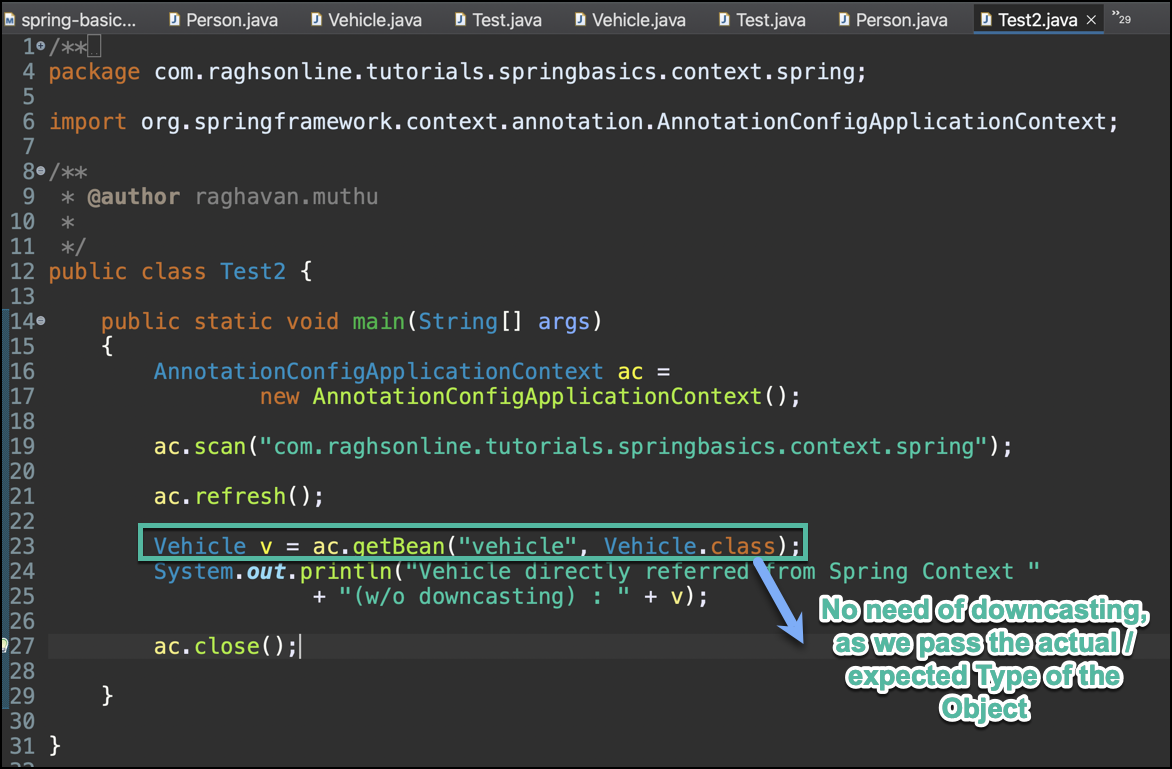 spring-basic... Person.java Vehicle.java Test.java Vehicle.java Test.java Person.java Test2.java × »29
1 /**
4 package com.raghsonline.tutorials.springbasics.context.spring;
5
6 import org.springframework.context.annotation.AnnotationConfigApplicationContext;
7
8 /**
9 * @author raghavan.muthu
10 *
11 */
12 public class Test2 {
13
14 public static void main(String[] args)
15 {
16 AnnotationConfigApplicationContext ac =
17 new AnnotationConfigApplicationContext();
18
19 ac.scan("com.raghsonline.tutorials.springbasics.context.spring");
20
21 ac.refresh();
22
23 Vehicle v = ac.getBean("vehicle", Vehicle.class);
24 System.out.println("Vehicle directly referred from Spring Context "
25 + "(w/o downcasting) : " + v);
26
27 ac.close();
28
29 }
30
31 }
32
No need of downcasting,
as we pass the actual /
expected Type of the
Object